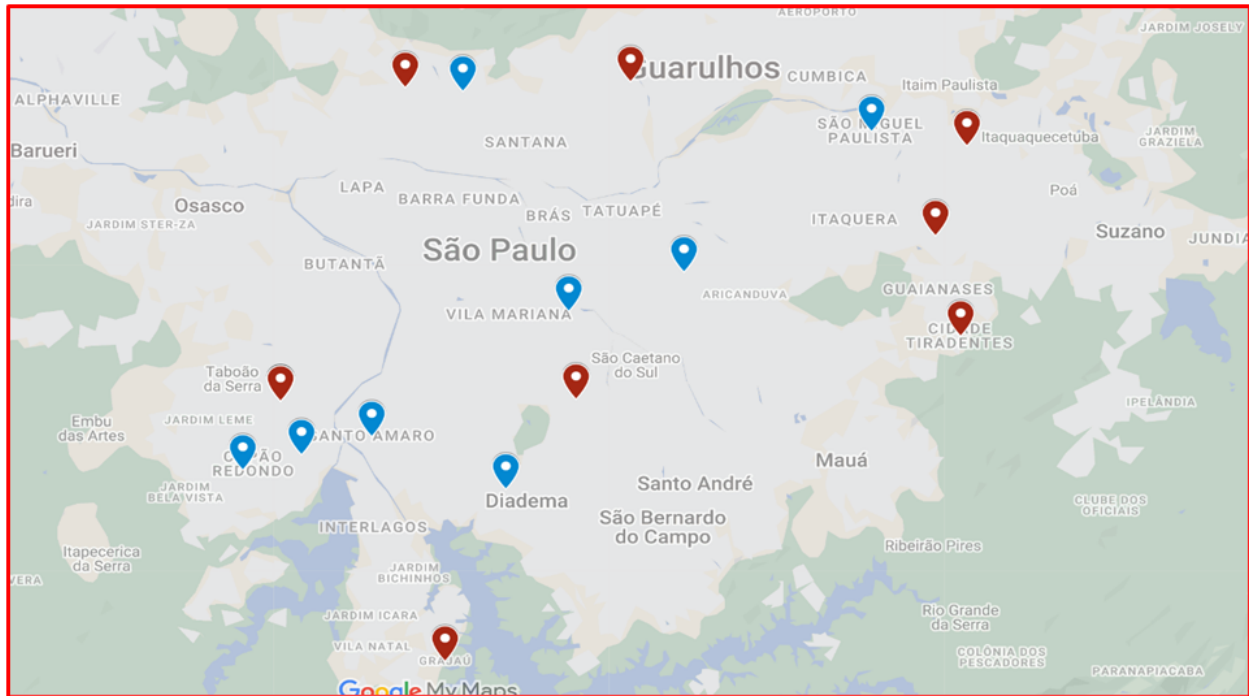 AEROPORTO
JARDIM JOSELY
Guarulhos
CUMBICA
Itaim Paulista
ALPHAVILLE
SÃO MIGUEL
PAULISTA
Itaquaquecetuba
JARDIM
GRAZIELA
SANTANA
Barueri
LAPA
BARRA FUNDA
Poá
dira
Osasco
BRÁS
TATUAPÉ
ITAQUERA
JARDIM STER-ZA
Suzano
JUNDIA
São Paulo
BUTANTÃ
GUAIANASES
ARICANDUVA
VILA MARIANA
CIDADE
TIRADENTES
São Caetano
do Sul
Taboão
da Serra
IPELÂNDIA
Embu
das Artes
JARDIM LEME
SANTO AMARO
CAPÃO
REDONDO
Mauá
JARDIM
BELA VISTA
Santo André
Diadema
CLUBE DOS
OFICIAIS
São Bernardo
do Campo
INTERLAGOS
Ribeirão Pires
Itapecerica
da Serra
VERA
JARDIM
BICHINHOS
JARDIM ICARA
Rio Grande
da Serra
VILA NATAL
GRAJAÚ
COLÔNIA DOS
PESCADORES
PARANAPIACABA
Google My Maps